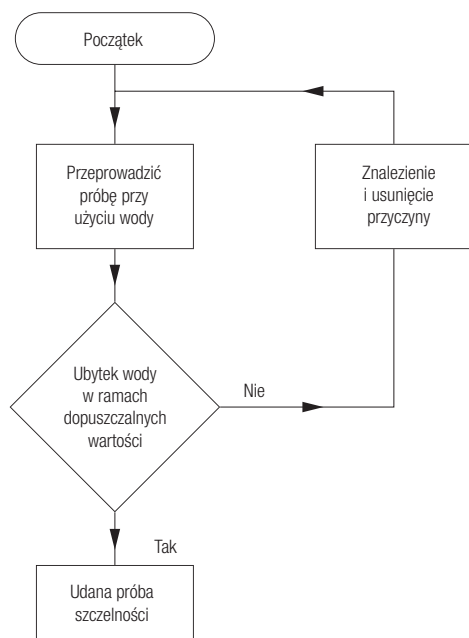 Początek
Przeprowadzić
próbę przy
użyciu wody
Znalezienie
i usunięcie
przyczyny
Ubytek wody
w ramach
dopuszczalnych
wartości
Nie
Tak
Udana próba
szczelności